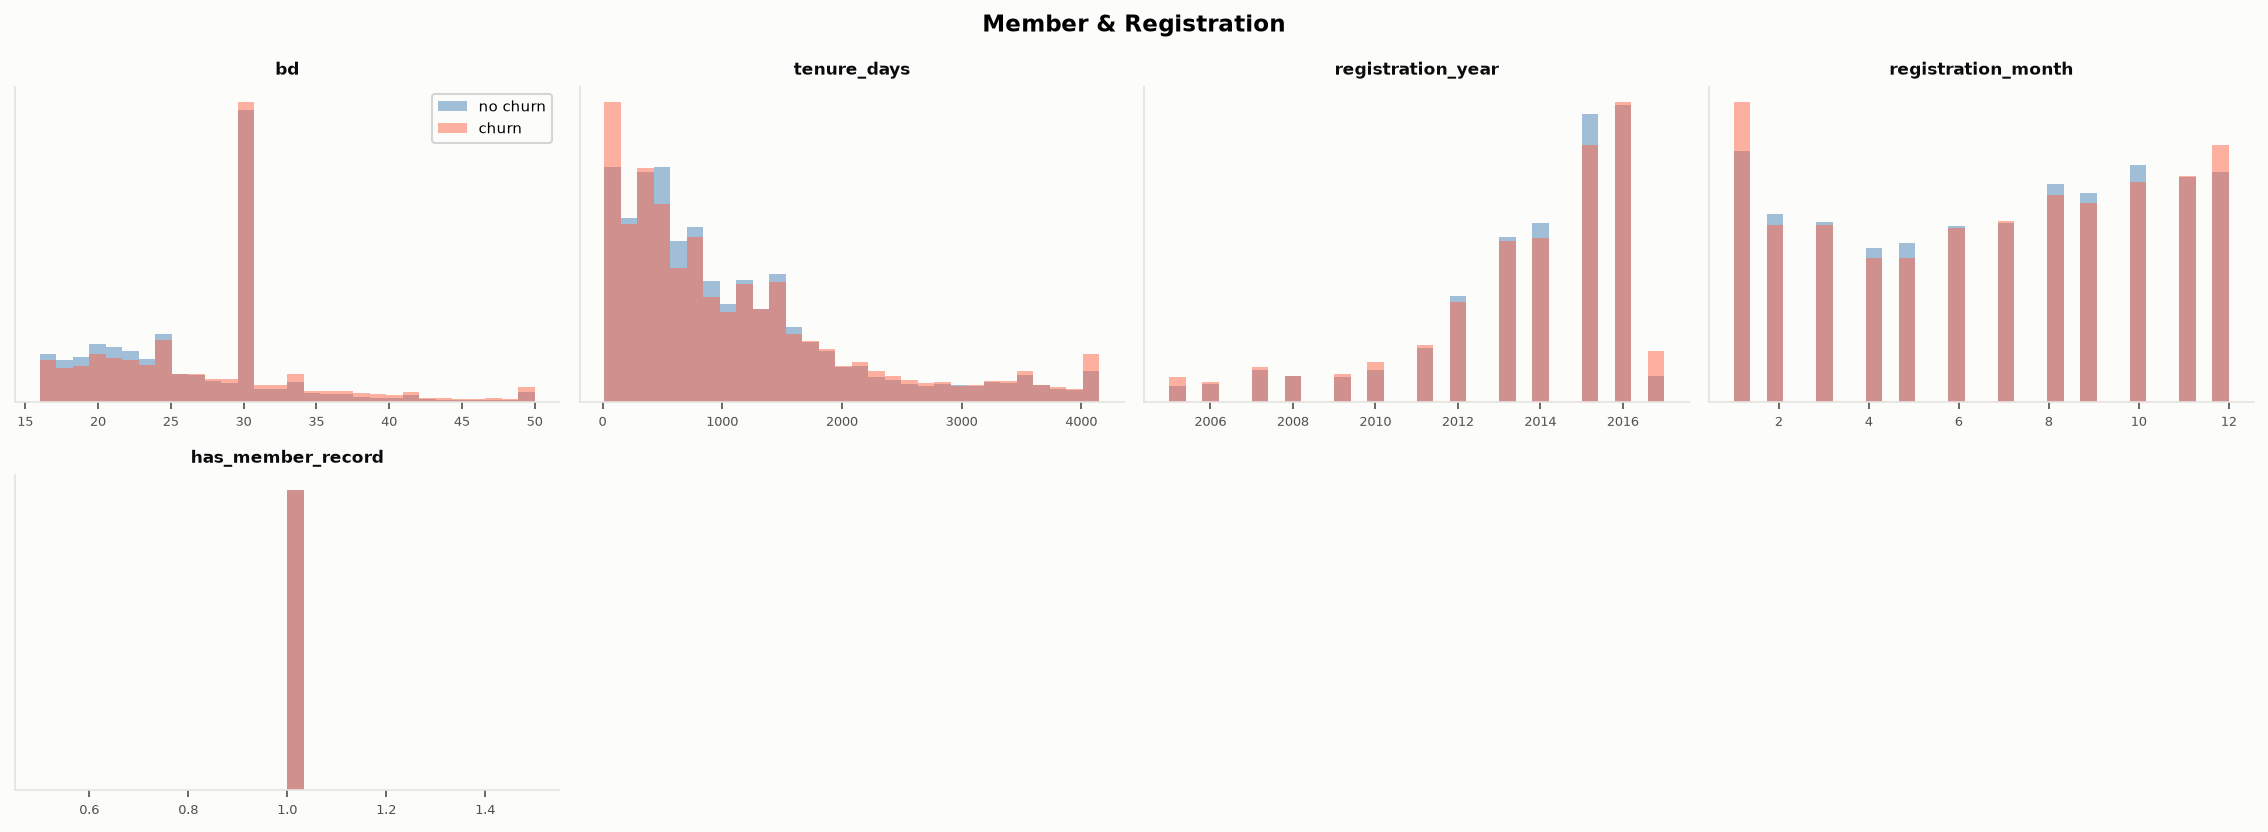 Member & Registration
bd
tenure_days
registration_year
registration_month
no churn
churn
15 20 25 30 35 40 45 50
0 1000 2000 3000 4000
2006 2008 2010 2012 2014 2016
2 4 6 8 10 12
has_member_record
0.6 0.8 1.0 1.2 1.4